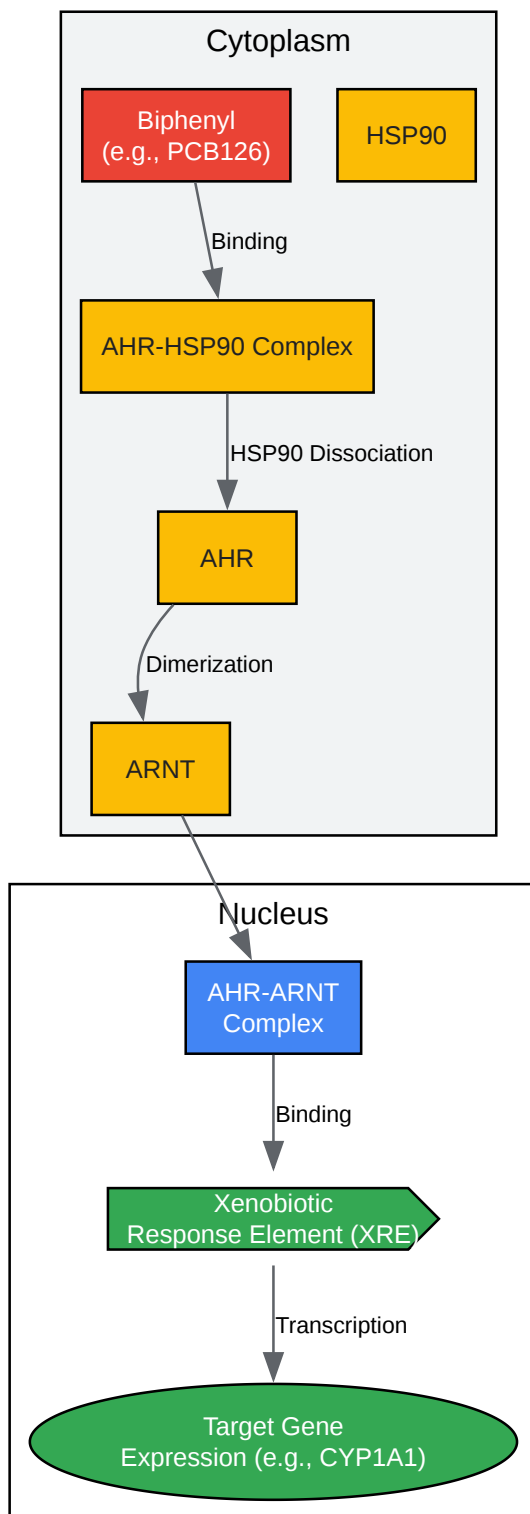 Cytoplasm
Biphenyl
(e.g., PCB126)
HSP90
Binding
AHR-HSP90 Complex
HSP90 Dissociation
AHR
Dimerization
ARNT
Nucleus
AHR-ARNT
Complex
Binding
Xenobiotic
Response Element (XRE)
Transcription
Target Gene
Expression (e.g., CYP1A1)